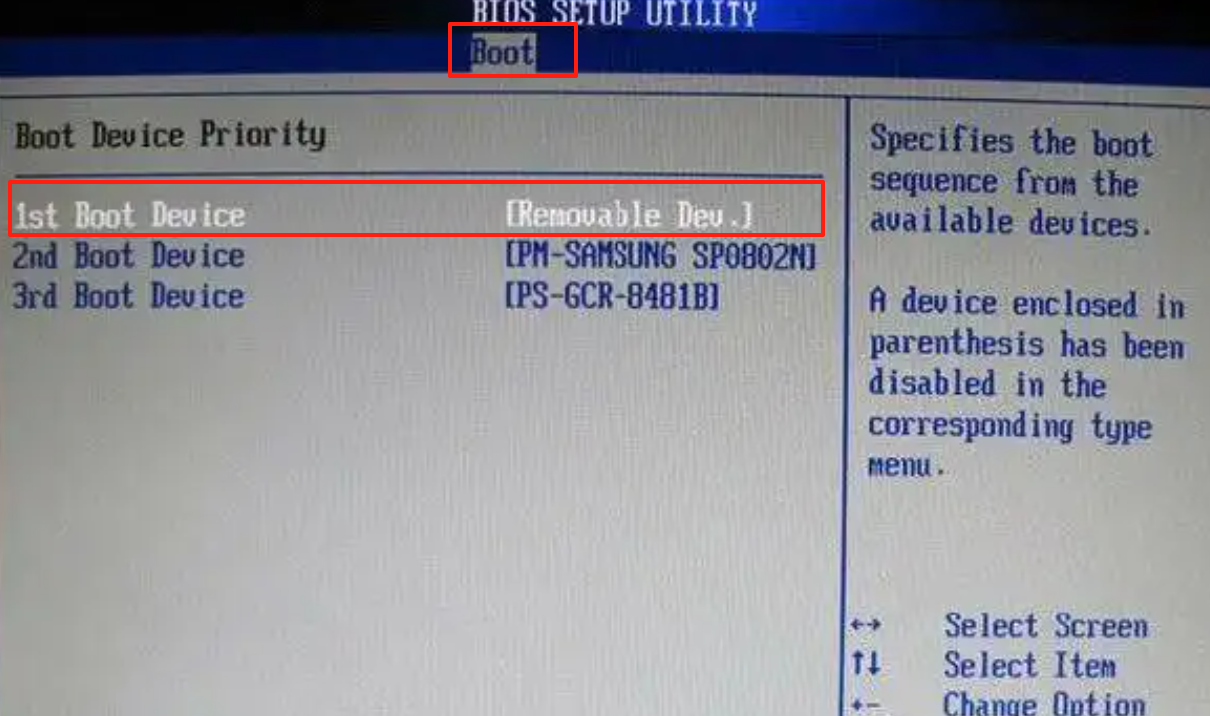 BIOS SETUP UTILITY
Boot
Boot Device Priority
1st Boot Device [Removable Dev.]
2nd Boot Device [PM-SAMSUNG SP0802N]
3rd Boot Device [PS-GCR-8481B]
Specifies the boot
sequence from the
available devices.
A device enclosed in
parenthesis has been
disabled in the
corresponding type
menu.
←→ Select Screen
↑↓ Select Item
+- Change Option